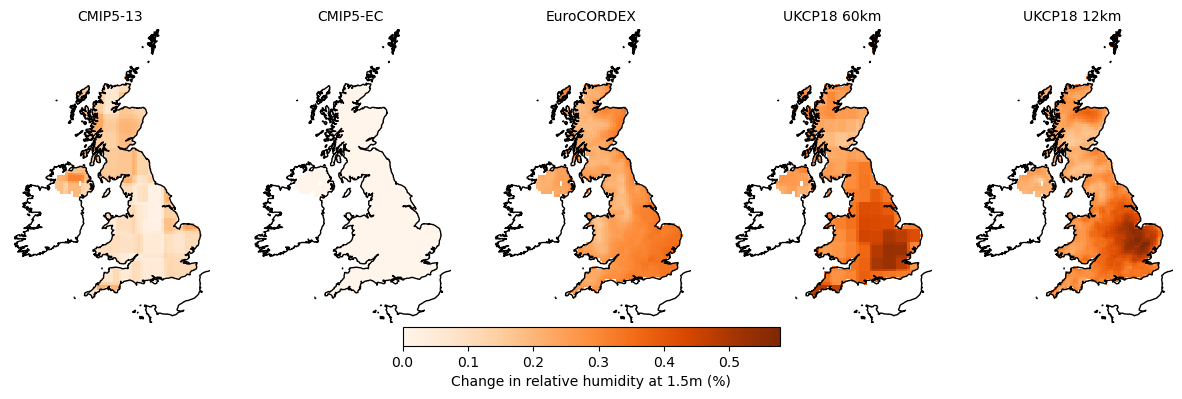 CMIP5-13
CMIP5-EC
EuroCORDEX
UKCP18 60km
UKCP18 12km
0.0
0.1
0.2
0.3
0.4
0.5
Change in relative humidity at 1.5m (%)